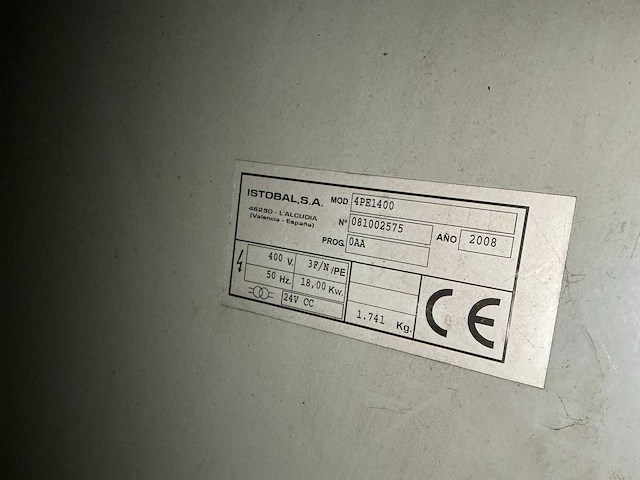 ISTOBAL,S.A.
46250 - L'ALCUDIA
(Valencia - España)
MOD. 4PE1400
Nº 081002575
PROG. 0AA
AÑO 2008
400 V. 3F/N/PE
50 Hz. 18,00 Kw.
24V CC
1.741 Kg.
CE